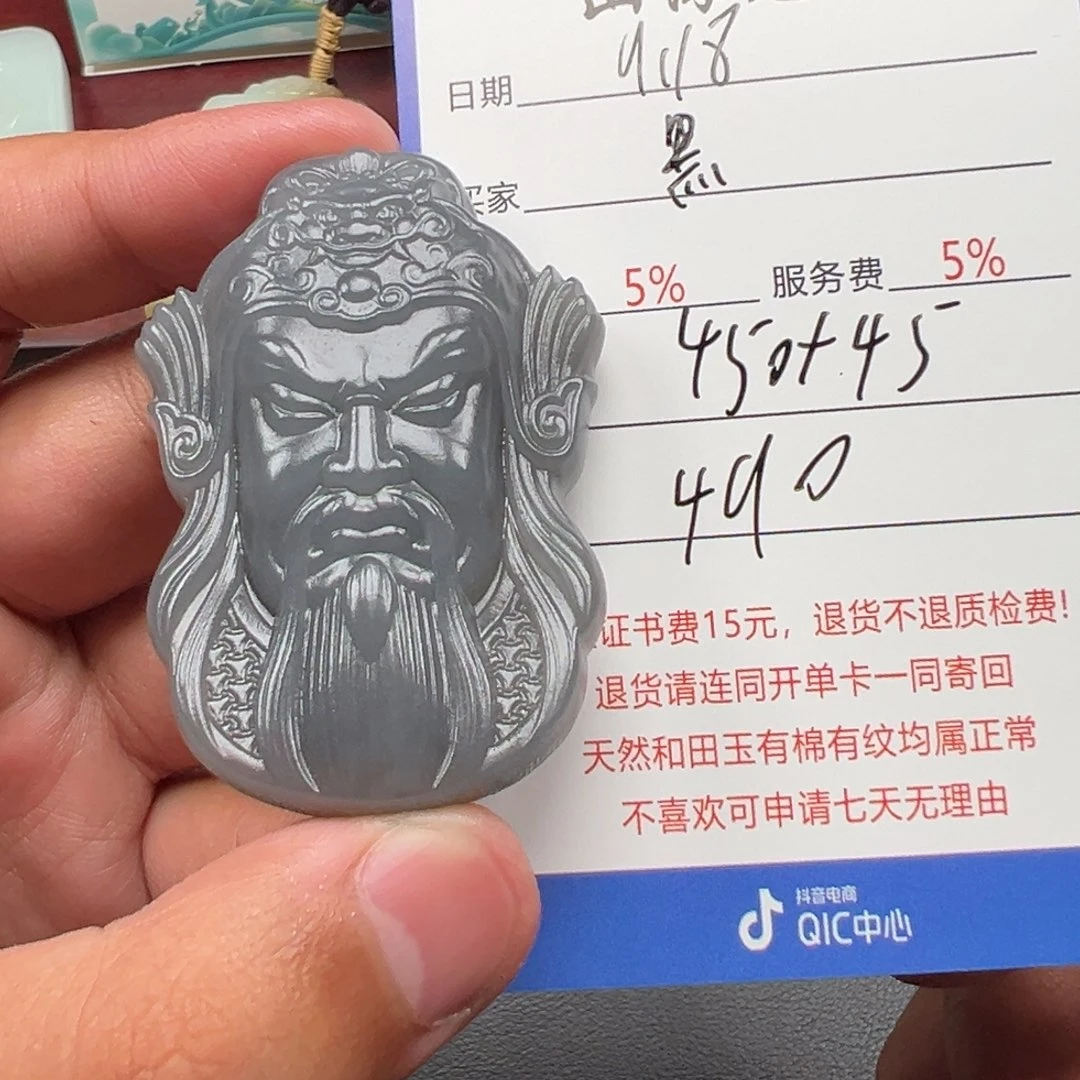 日期 9.18
买家 黑
5% 服务费 5%
450+45
490
证书费15元，退货不退质检费!
退货请连同开单卡一同寄回
天然和田玉有棉有纹均属正常
不喜欢可申请七天无理由
抖音电商
QIC中心